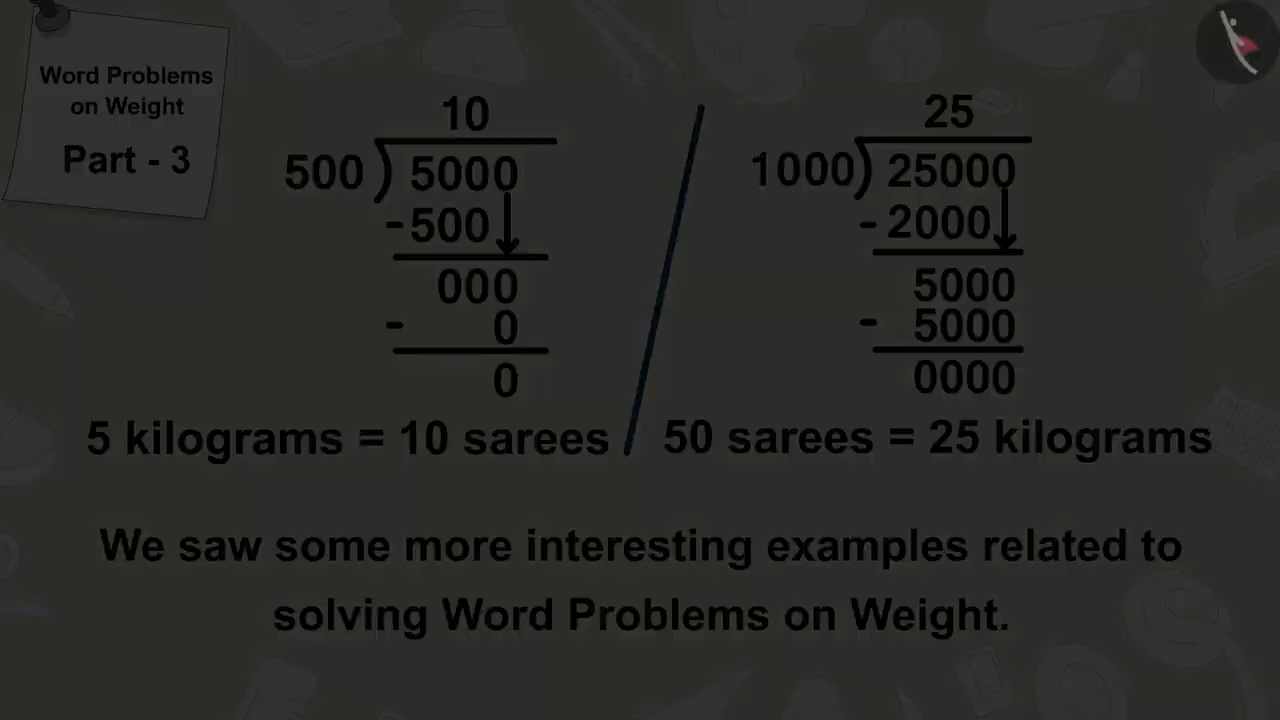 Word Problems
on Weight
Part - 3
10
500 ) 5000
-500
000
- 0
0
5 kilograms = 10 sarees
25
1000 ) 25000
- 2000
5000
- 5000
0000
50 sarees = 25 kilograms
We saw some more interesting examples related to
solving Word Problems on Weight.